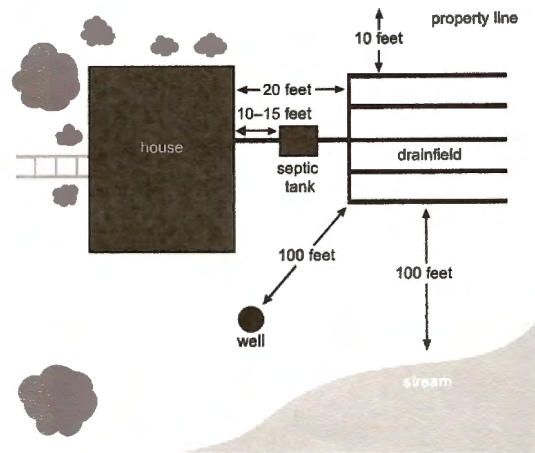 property line
10 feet
20 feet
10–15 feet
house
septic
tank
drainfield
100 feet
100 feet
well
stream